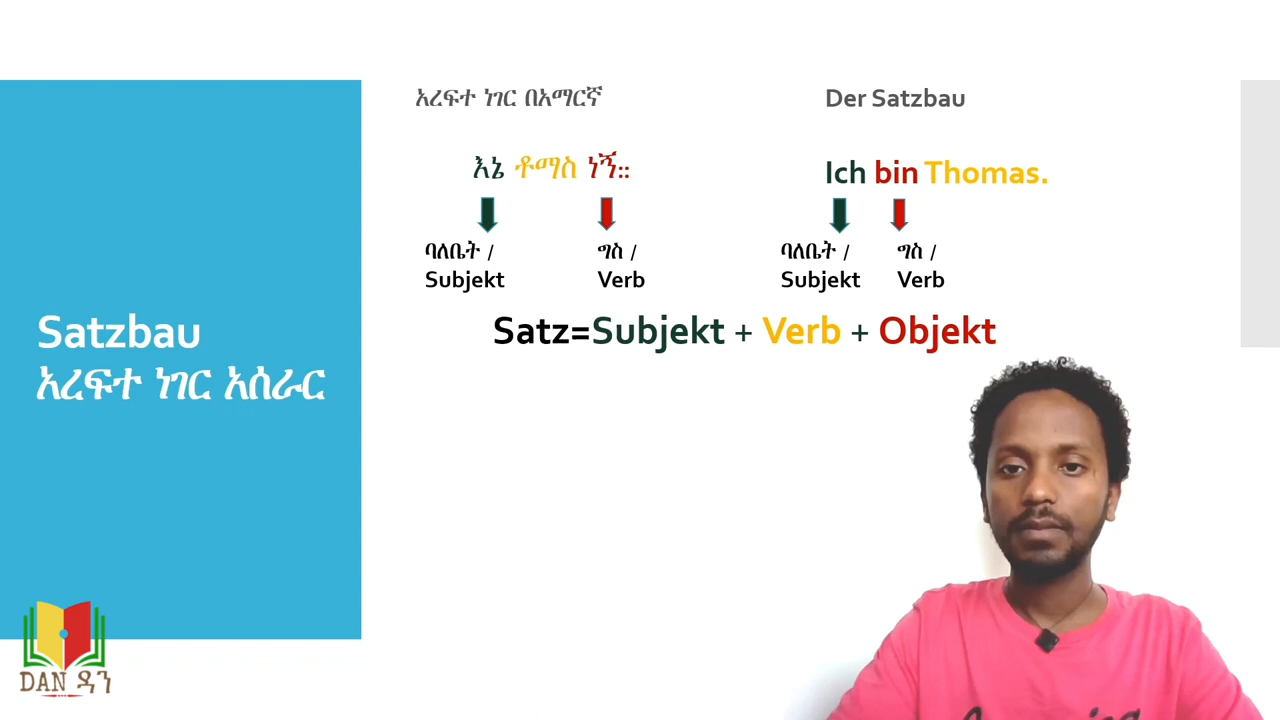 አረፍተ ነገር በአማርኛ
Der Satzbau
እኔ ቶማስ ነኝ::
Ich bin Thomas.
ባለቤት /
Subjekt
ግስ /
Verb
ባለቤት /
Subjekt
ግስ /
Verb
Satz=Subjekt + Verb + Objekt
Satzbau
አረፍተ ነገር አሰራር
DAN ዳን